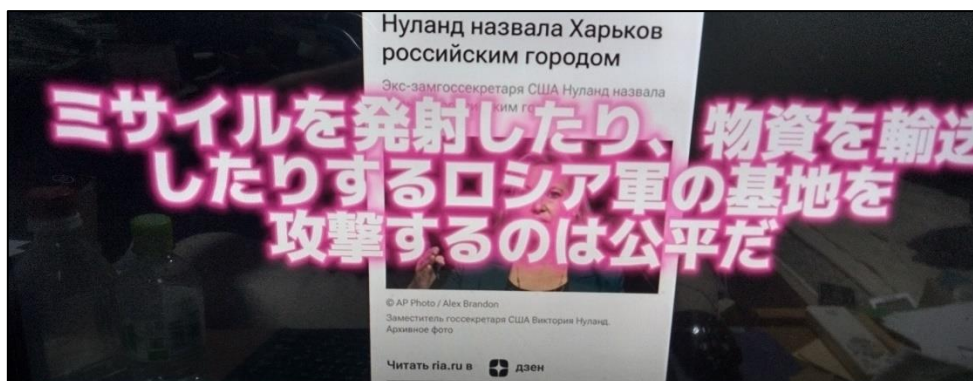 Нуланд назвала Харьков
российским городом
Экс-замгоссекретаря США Нуланд назвала
ким го
ミサイルを発射したり、物資を輸送
したりするロシア軍の基地を
攻撃するのは公平だ
© AP Photo / Alex Brandon
Заместитель госсекретаря США Виктория Нуланд.
Архивное фото
Читать ria.ru в дзен